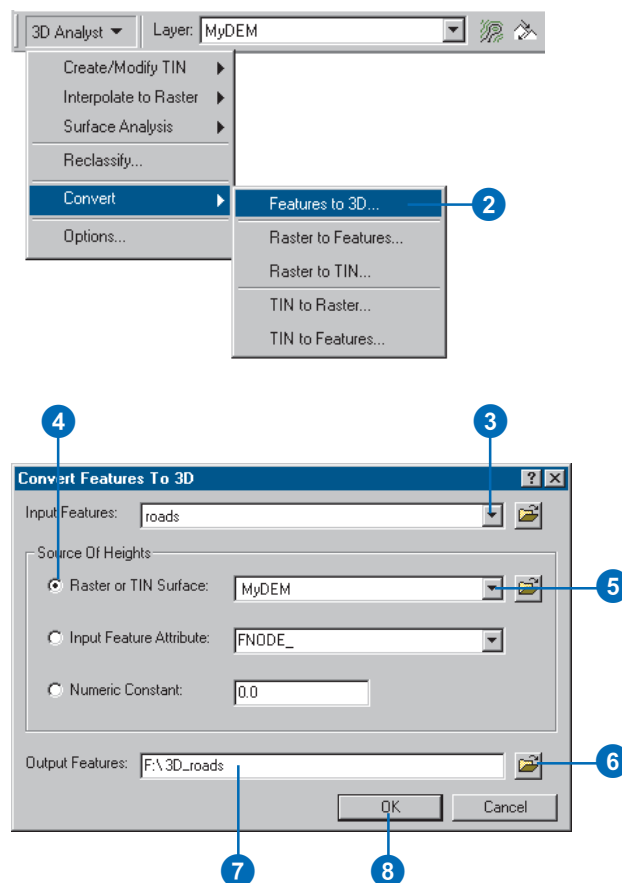 3D Analyst Layer: MyDEM
Create/Modify TIN
Interpolate to Raster
Surface Analysis
Reclassify...
Convert
Options...
Features to 3D... 2
Raster to Features...
Raster to TIN...
TIN to Raster...
TIN to Features...
4 3
Convert Features To 3D
Input Features: roads
Source Of Heights
Raster or TIN Surface: MyDEM 5
Input Feature Attribute: FNODE_
Numeric Constant: 0.0
Output Features: F:\3D_roads 6
OK Cancel
7 8